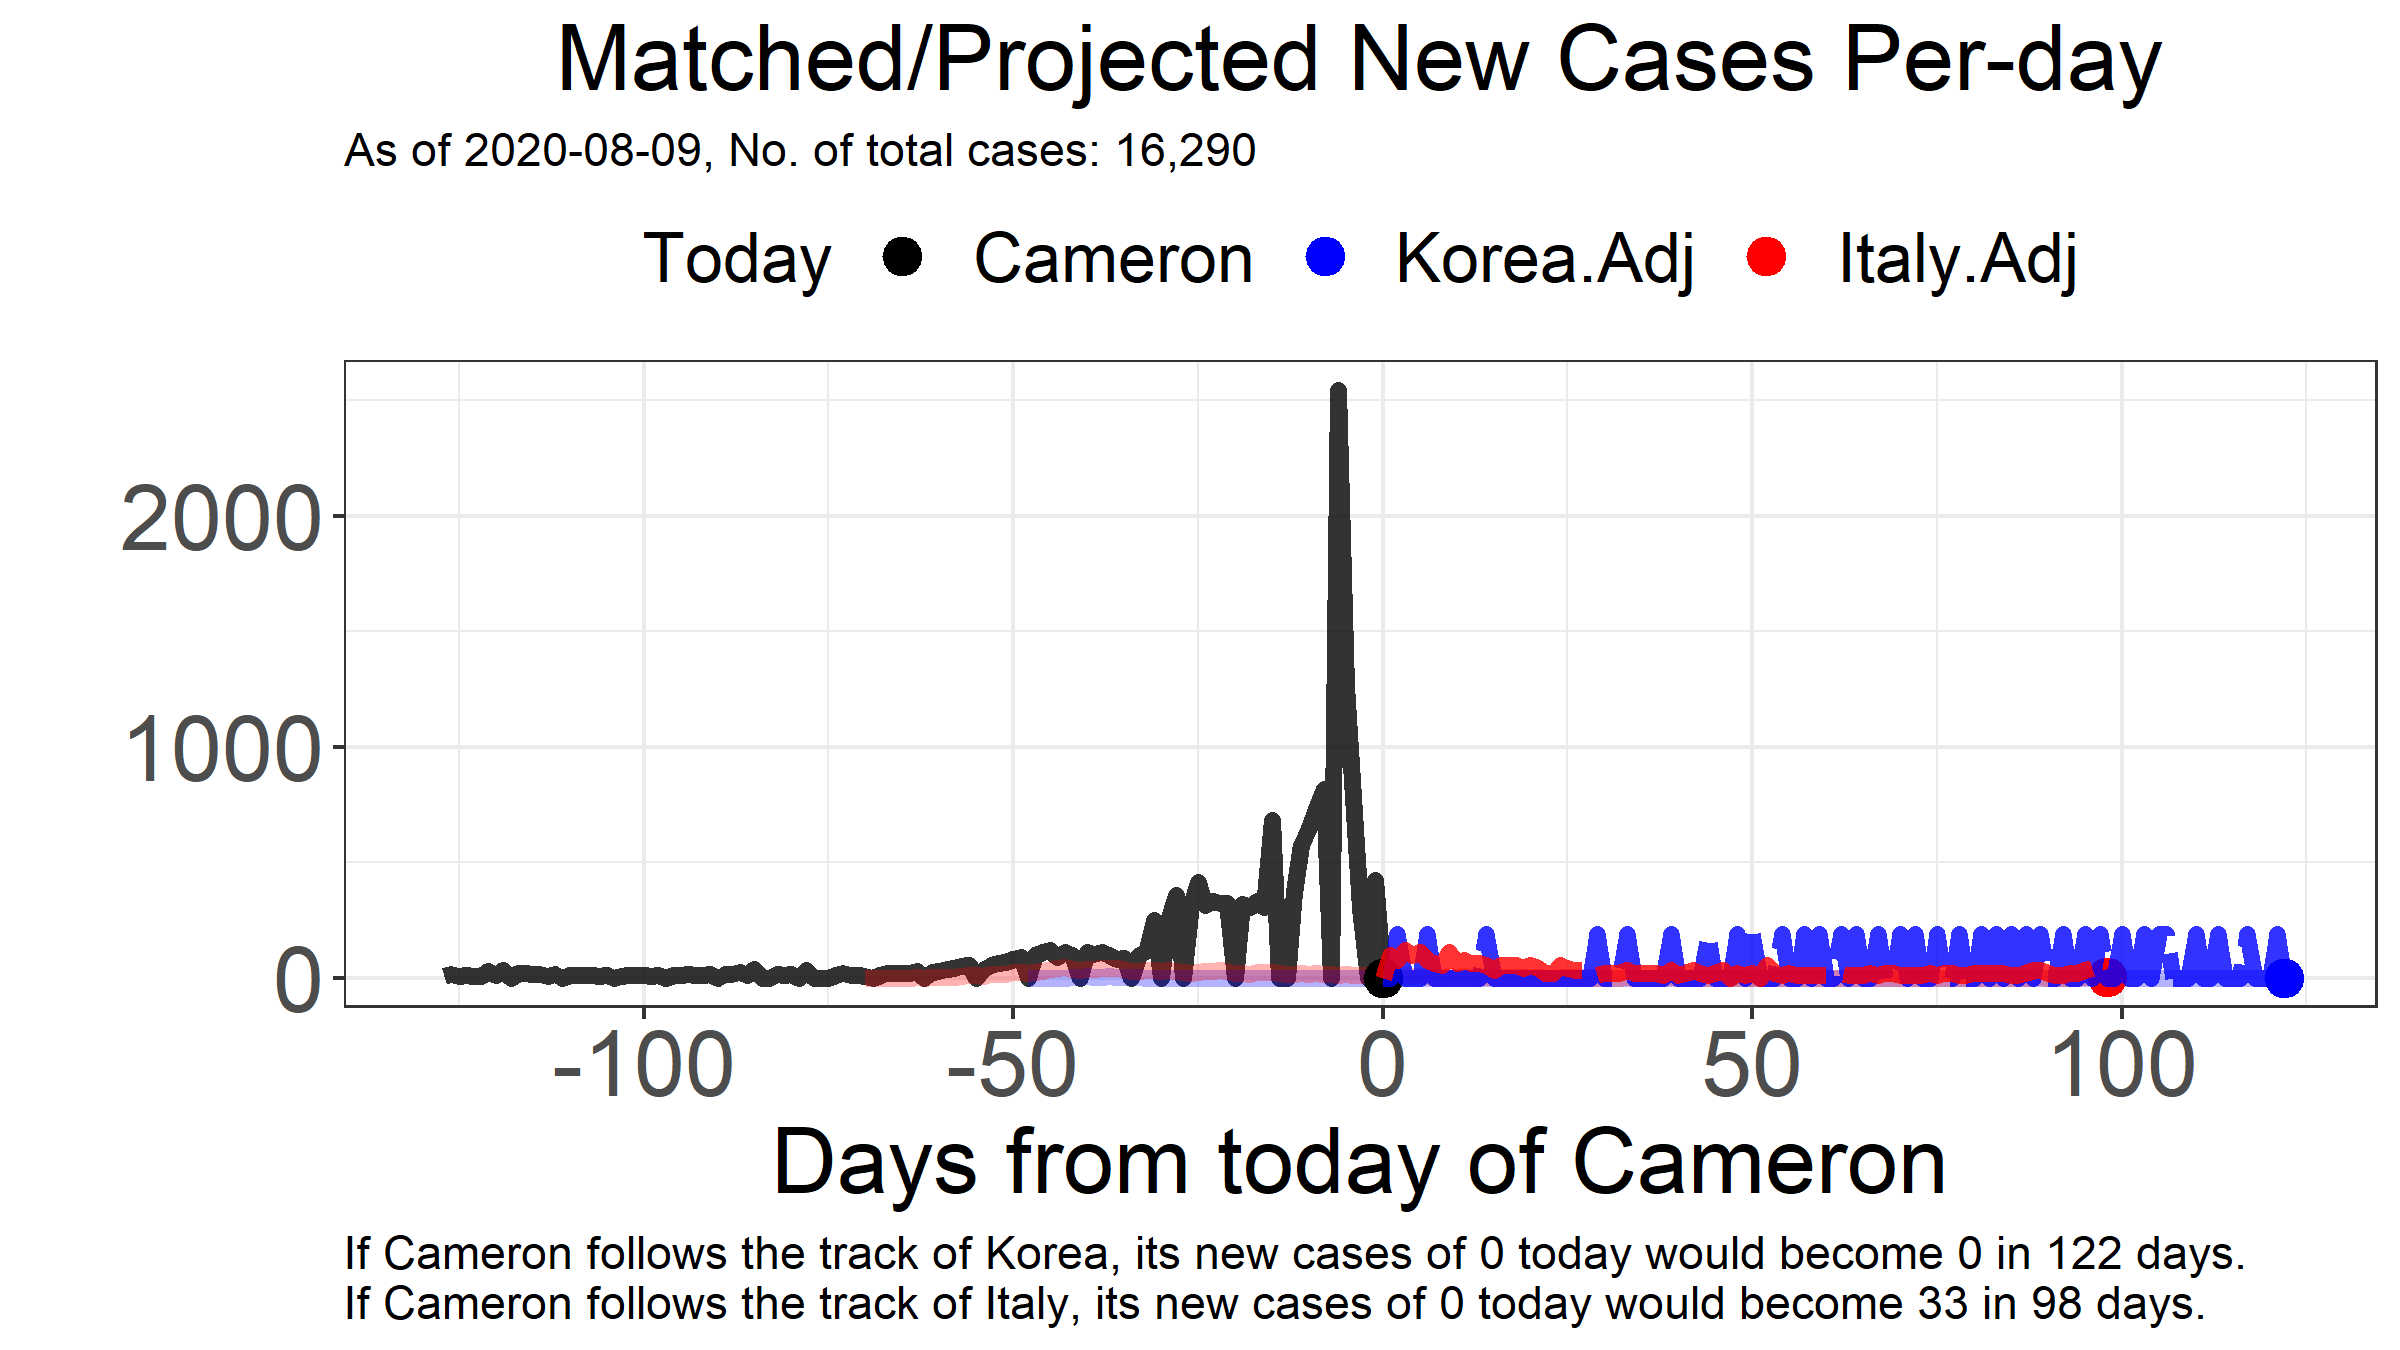 Matched/Projected New Cases Per-day
As of 2020-08-09, No. of total cases: 16,290
Today Cameron Korea.Adj Italy.Adj
2000
1000
0
-100 -50 0 50 100
Days from today of Cameron
If Cameron follows the track of Korea, its new cases of 0 today would become 0 in 122 days.
If Cameron follows the track of Italy, its new cases of 0 today would become 33 in 98 days.